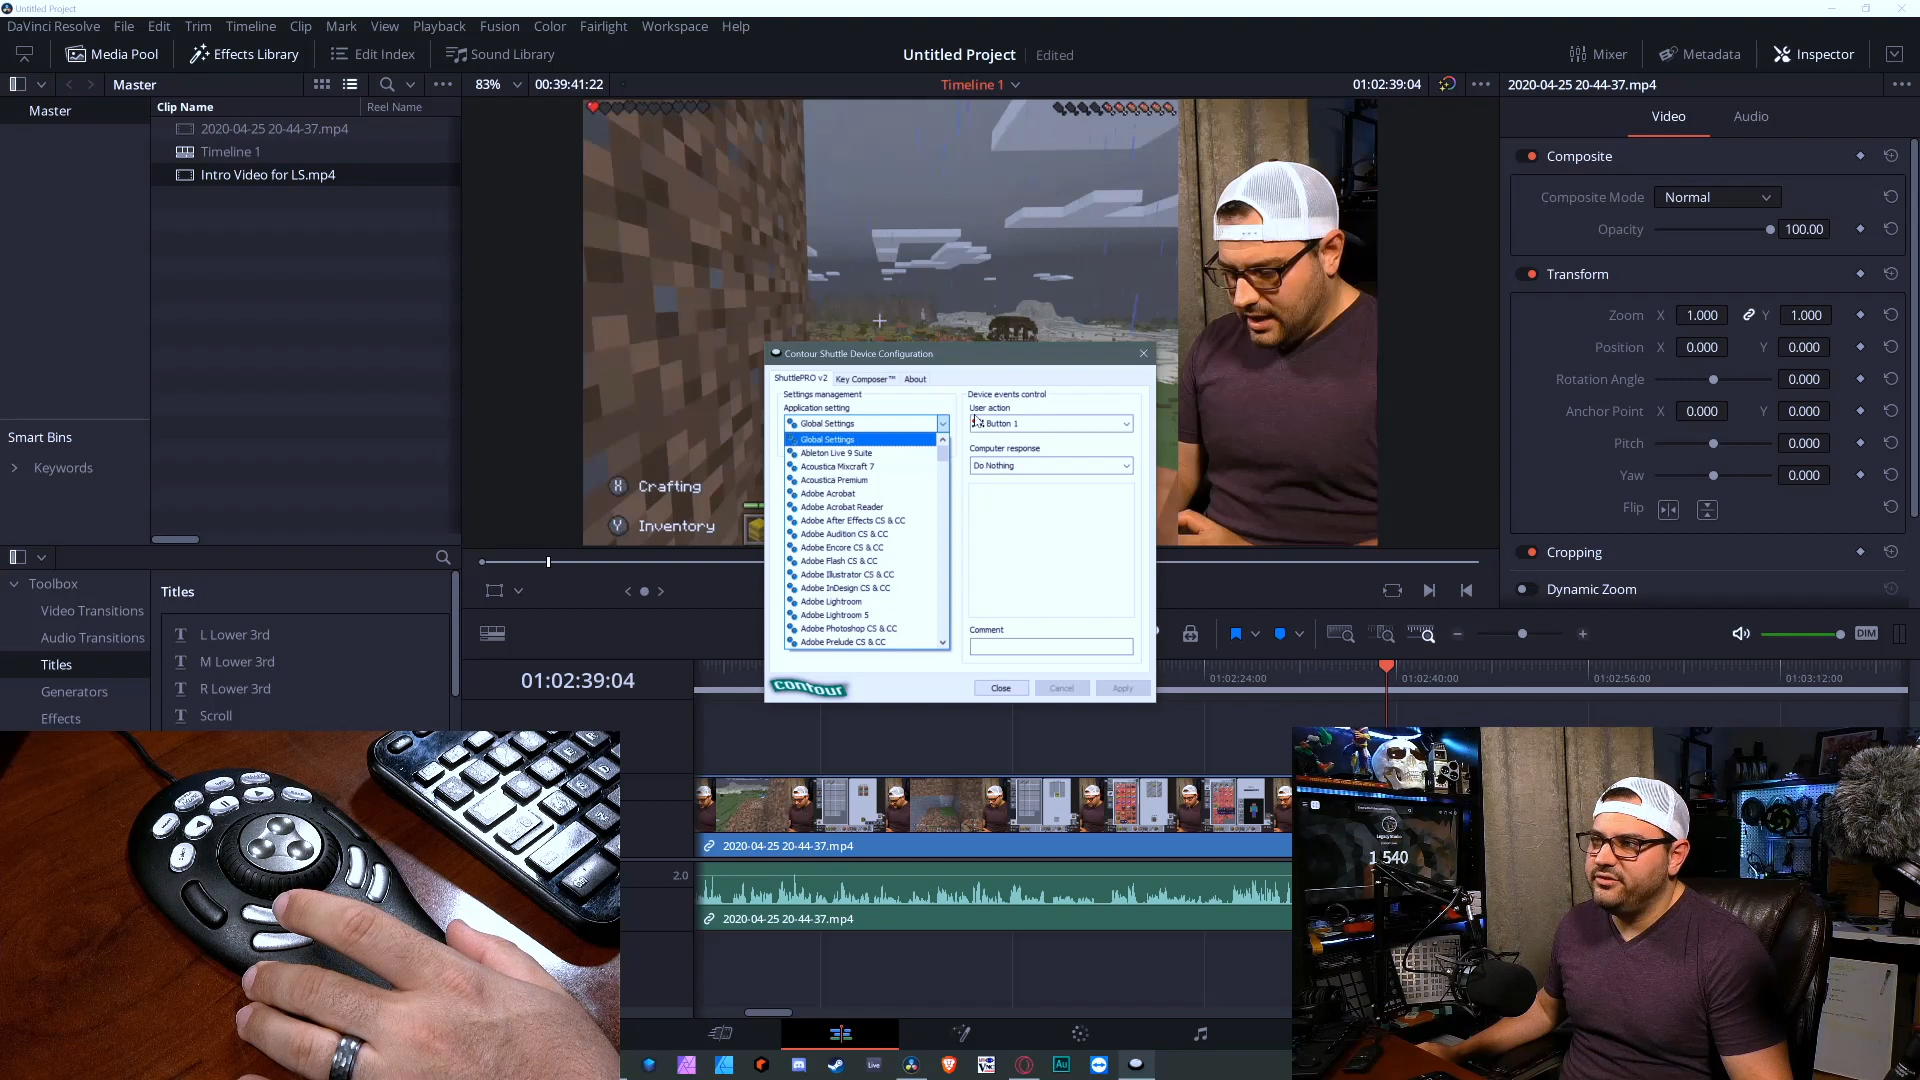 Untitled Project
DaVinci Resolve File Edit Trim Timeline Clip Mark View Playback Fusion Color Fairlight Workspace Help
Media Pool Effects Library Edit Index Sound Library Untitled Project Edited Mixer Metadata Inspector
Master 83% 00:39:41:22 Timeline 1 01:02:39:04 2020-04-25 20-44-37.mp4
Master Clip Name Reel Name
2020-04-25 20-44-37.mp4
Timeline 1
Intro Video for LS.mp4
Video Audio
Composite
Composite Mode Normal
Opacity 100.00
Transform
Zoom X 1.000 Y 1.000
Position X 0.000 Y 0.000
Rotation Angle 0.000
Anchor Point X 0.000 Y 0.000
Pitch 0.000
Yaw 0.000
Flip
Cropping
Dynamic Zoom
X Crafting
Y Inventory
Contour Shuttle Device Configuration
ShuttlePRO v2 Key Composer™ About
Settings management
Application setting
Global Settings
Global Settings
Ableton Live 9 Suite
Acoustica Mixcraft 7
Acoustica Premium
Adobe Acrobat
Adobe Acrobat Reader
Adobe After Effects CS & CC
Adobe Audition CS & CC
Adobe Encore CS & CC
Adobe Flash CS & CC
Adobe Illustrator CS & CC
Adobe InDesign CS & CC
Adobe Lightroom
Adobe Lightroom 5
Adobe Photoshop CS & CC
Adobe Prelude CS & CC
Device events control
User action
Button 1
Computer response
Do Nothing
Comment
contour
Close Cancel Apply
Smart Bins
Keywords
Toolbox
Video Transitions
Audio Transitions
Titles
Generators
Effects
Titles
L Lower 3rd
M Lower 3rd
R Lower 3rd
Scroll
DIM
01:02:39:04
01:02:24:00 01:02:40:00 01:02:56:00 01:03:12:00
2020-04-25 20-44-37.mp4
2.0
2020-04-25 20-44-37.mp4
1 540
Live
Au